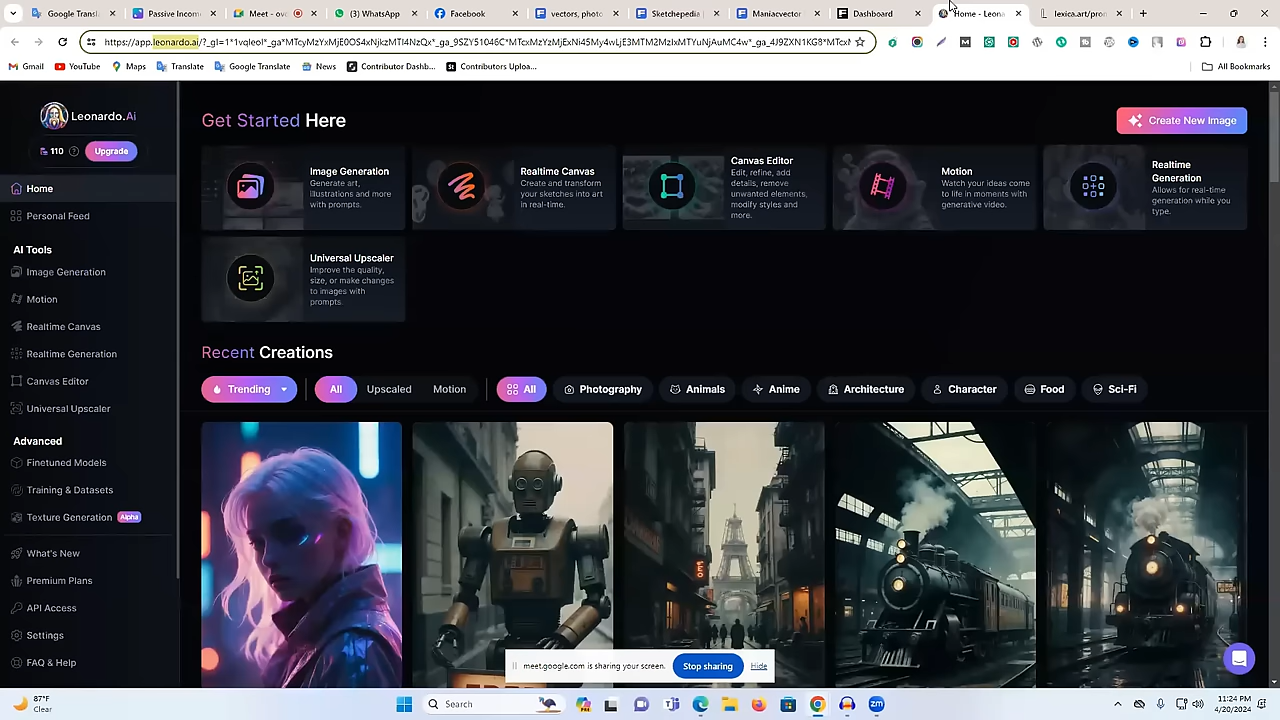 Google Transla
Passive Incom
Meet - ov
(3) WhatsApp
Facebook
vectors, photo
Sketchepedia
Maniacvector
Dashboard
Home - Leona
lexica.art/pro
https://app.leonardo.ai/
Gmail
YouTube
Maps
Translate
Google Translate
News
Contributor Dashb...
Contributors Uploa...
All Bookmarks
Leonardo.Ai
110
Upgrade
Home
Personal Feed
AI Tools
Image Generation
Motion
Realtime Canvas
Realtime Generation
Canvas Editor
Universal Upscaler
Advanced
Finetuned Models
Training & Datasets
Texture Generation Alpha
What's New
Premium Plans
API Access
Settings
FAQ & Help
Get Started Here
Create New Image
Image Generation
Generate art,
illustrations and more
with prompts.
Realtime Canvas
Create and transform
your sketches into art
in real-time.
Canvas Editor
Edit, refine, add
details, remove
unwanted elements,
modify styles and
more.
Motion
Watch your ideas come
to life in moments with
generative video.
Realtime
Generation
Allows for real-time
generation while you
type.
Universal Upscaler
Improve the quality,
size, or make changes
to images with
prompts.
Recent Creations
Trending
All
Upscaled
Motion
All
Photography
Animals
Anime
Architecture
Character
Food
Sci-Fi
meet.google.com is sharing your screen.
Stop sharing
Hide
87°F
Clear
Search
11:24 PM
4/20/2024